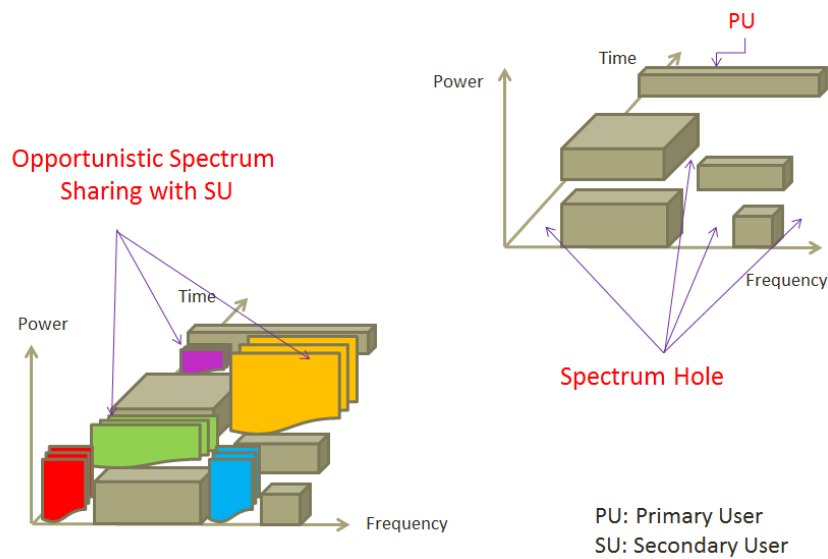 PU
Time
Power
Opportunistic Spectrum
Sharing with SU
Frequency
Time
Power
Spectrum Hole
Frequency
PU: Primary User
SU: Secondary User